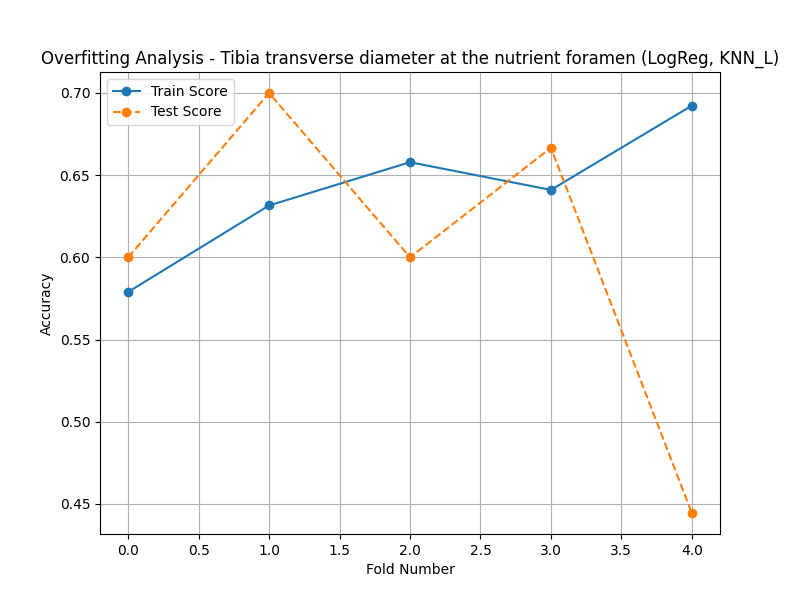 Overfitting Analysis - Tibia transverse diameter at the nutrient foramen (LogReg, KNN_L)
Train Score
Test Score
0.70
0.65
0.60
0.55
0.50
0.45
Accuracy
0.0 0.5 1.0 1.5 2.0 2.5 3.0 3.5 4.0
Fold Number